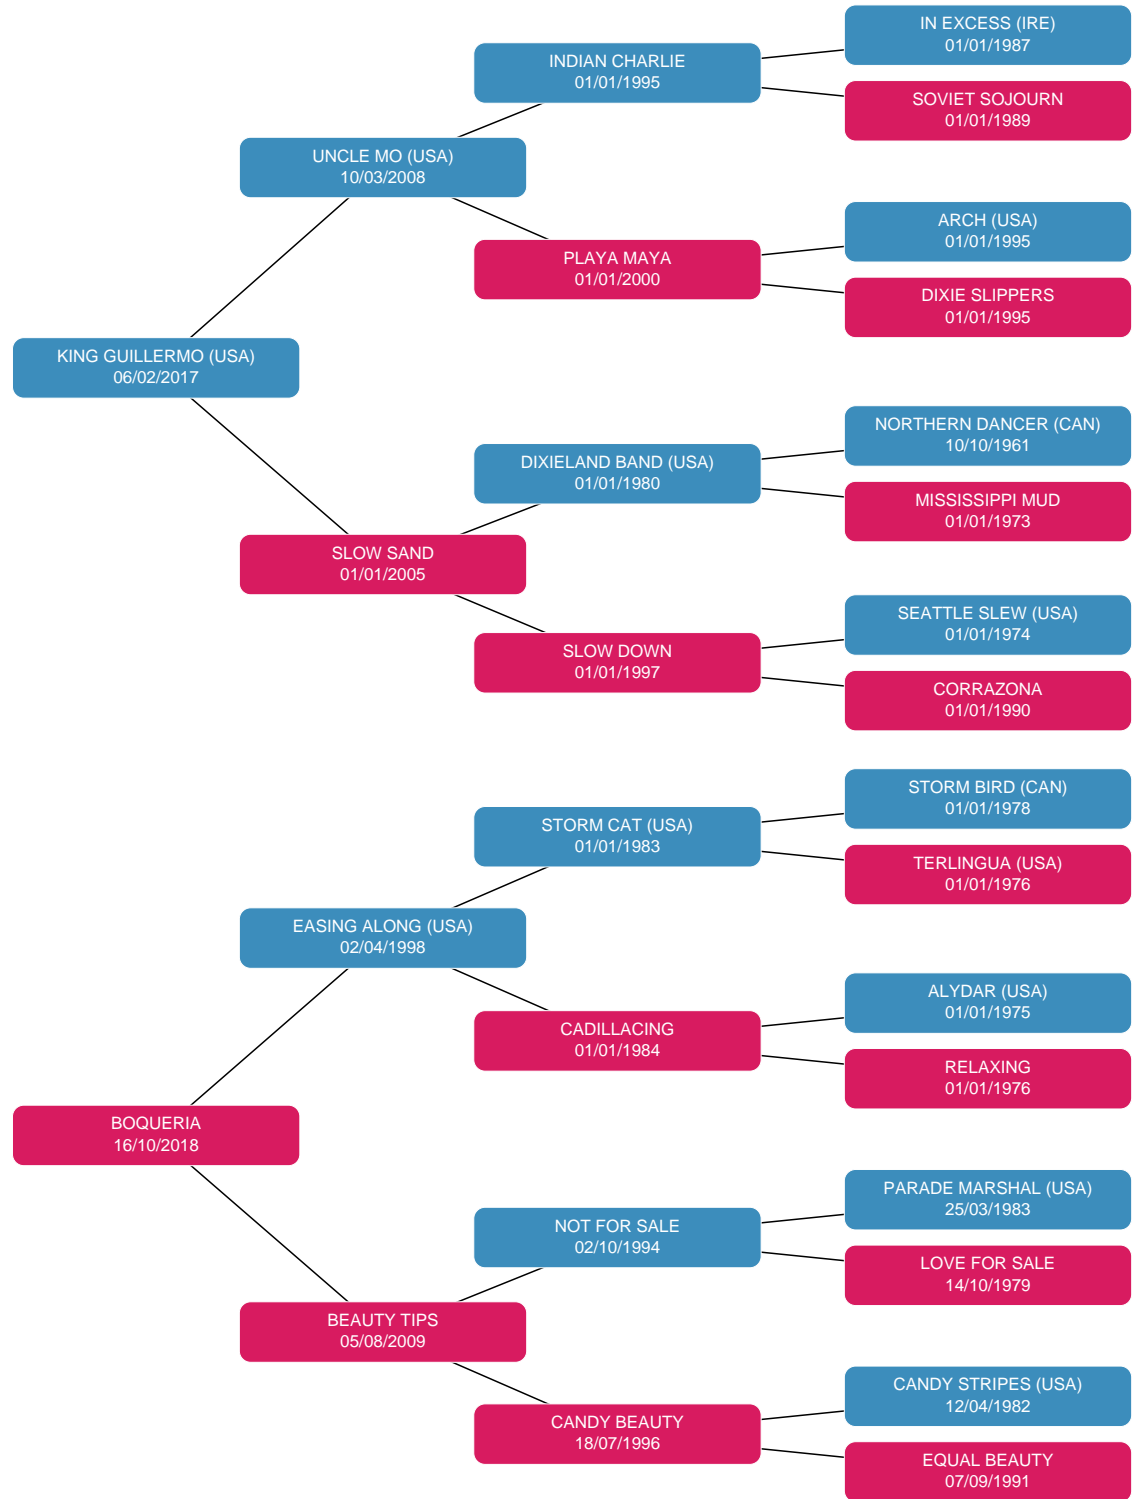 IN EXCESS (IRE)
01/01/1987
INDIAN CHARLIE
01/01/1995
SOVIET SOJOURN
01/01/1989
UNCLE MO (USA)
10/03/2008
ARCH (USA)
01/01/1995
PLAYA MAYA
01/01/2000
DIXIE SLIPPERS
01/01/1995
KING GUILLERMO (USA)
06/02/2017
NORTHERN DANCER (CAN)
10/10/1961
DIXIELAND BAND (USA)
01/01/1980
MISSISSIPPI MUD
01/01/1973
SLOW SAND
01/01/2005
SEATTLE SLEW (USA)
01/01/1974
SLOW DOWN
01/01/1997
CORRAZONA
01/01/1990
STORM BIRD (CAN)
01/01/1978
STORM CAT (USA)
01/01/1983
TERLINGUA (USA)
01/01/1976
EASING ALONG (USA)
02/04/1998
ALYDAR (USA)
01/01/1975
CADILLACING
01/01/1984
RELAXING
01/01/1976
BOQUERIA
16/10/2018
PARADE MARSHAL (USA)
25/03/1983
NOT FOR SALE
02/10/1994
LOVE FOR SALE
14/10/1979
BEAUTY TIPS
05/08/2009
CANDY STRIPES (USA)
12/04/1982
CANDY BEAUTY
18/07/1996
EQUAL BEAUTY
07/09/1991